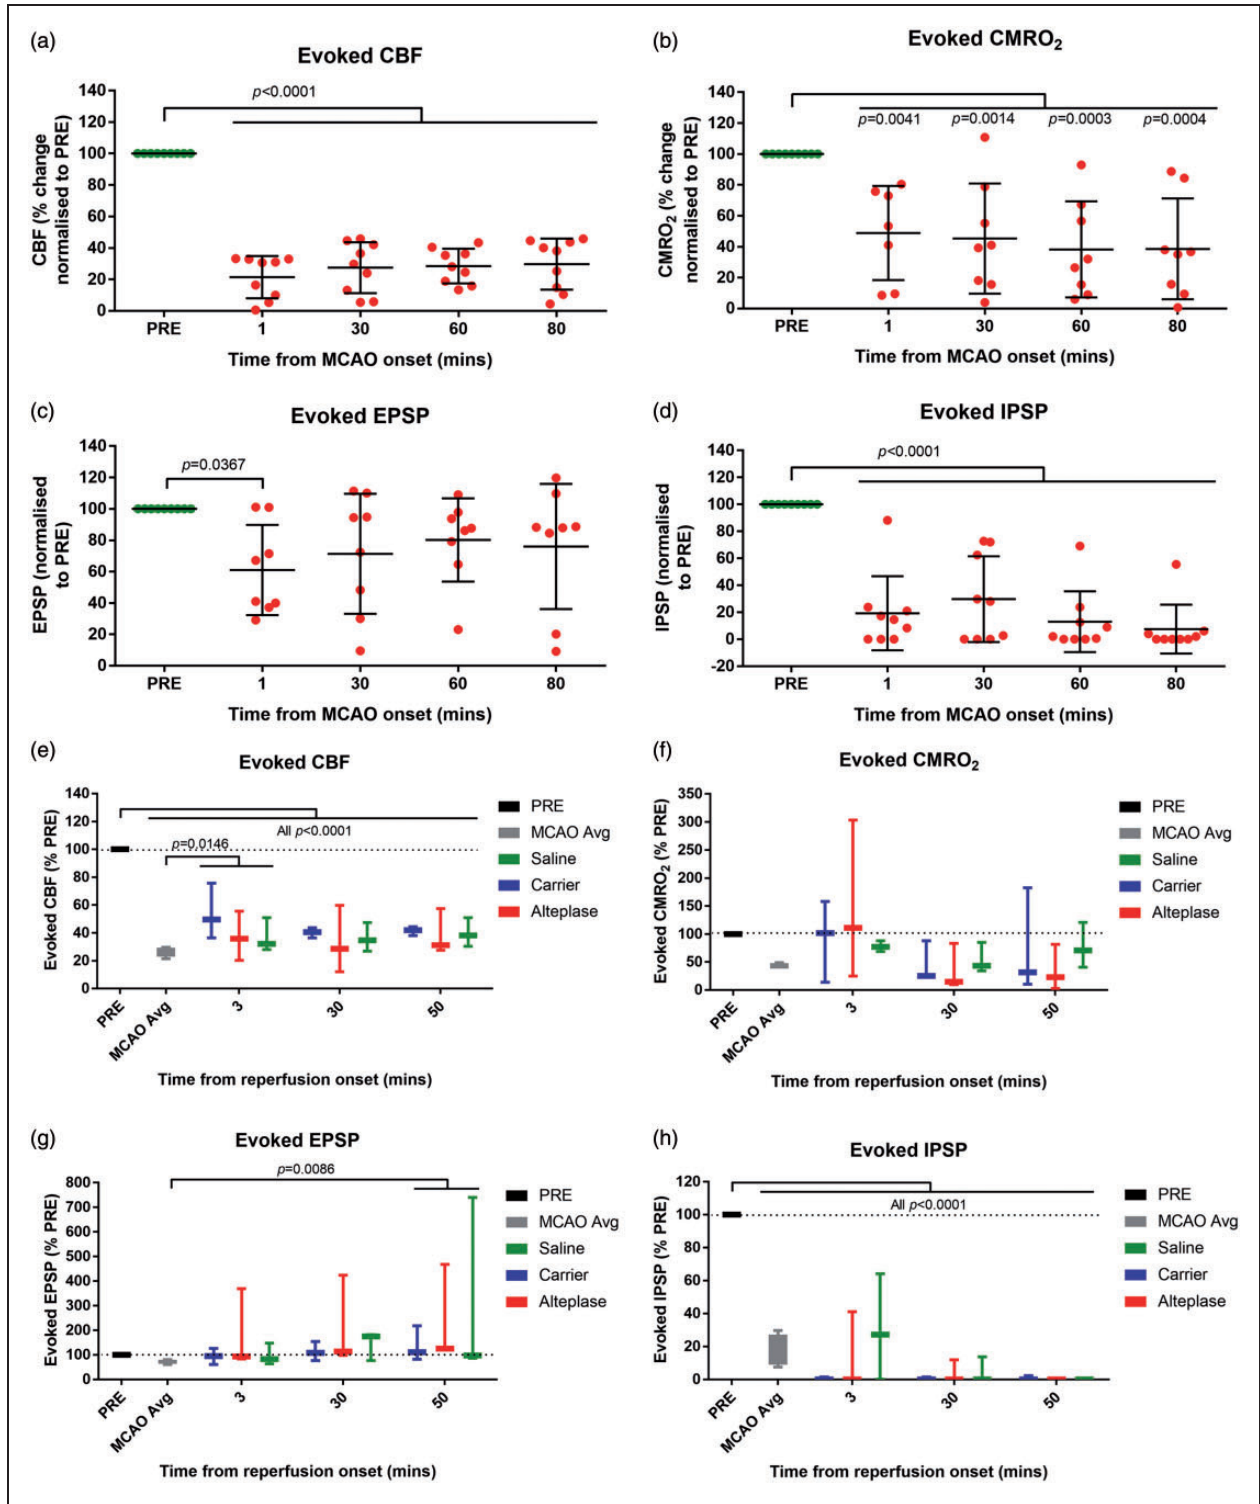 (a)
Evoked CBF
CBF (% change
normalised to PRE)
140
120
100
80
60
40
20
0
p<0.0001
PRE
1
30
60
80
Time from MCAO onset (mins)
(b)
Evoked CMRO2
CMRO2 (% change
normalised to PRE)
140
120
100
80
60
40
20
0
p=0.0041
p=0.0014
p=0.0003
p=0.0004
PRE
1
30
60
80
Time from MCAO onset (mins)
(c)
Evoked EPSP
EPSP (normalised
to PRE)
140
120
100
80
60
40
20
0
p=0.0367
PRE
1
30
60
80
Time from MCAO onset (mins)
(d)
Evoked IPSP
IPSP (normalised
to PRE)
140
120
100
80
60
40
20
0
-20
p<0.0001
PRE
1
30
60
80
Time from MCAO onset (mins)
(e)
Evoked CBF
Evoked CBF (% PRE)
140
120
100
80
60
40
20
0
All p<0.0001
p=0.0146
PRE
MCAO Avg
3
30
50
Time from reperfusion onset (mins)
PRE
MCAO Avg
Saline
Carrier
Alteplase
(f)
Evoked CMRO2
Evoked CMRO2 (% PRE)
350
300
250
200
150
100
50
0
PRE
MCAO Avg
3
30
50
Time from reperfusion onset (mins)
PRE
MCAO Avg
Saline
Carrier
Alteplase
(g)
Evoked EPSP
Evoked EPSP (% PRE)
800
700
600
500
400
300
200
100
0
p=0.0086
PRE
MCAO Avg
3
30
50
Time from reperfusion onset (mins)
PRE
MCAO Avg
Saline
Carrier
Alteplase
(h)
Evoked IPSP
Evoked IPSP (% PRE)
120
100
80
60
40
20
0
All p<0.0001
PRE
MCAO Avg
3
30
50
Time from reperfusion onset (mins)
PRE
MCAO Avg
Saline
Carrier
Alteplase